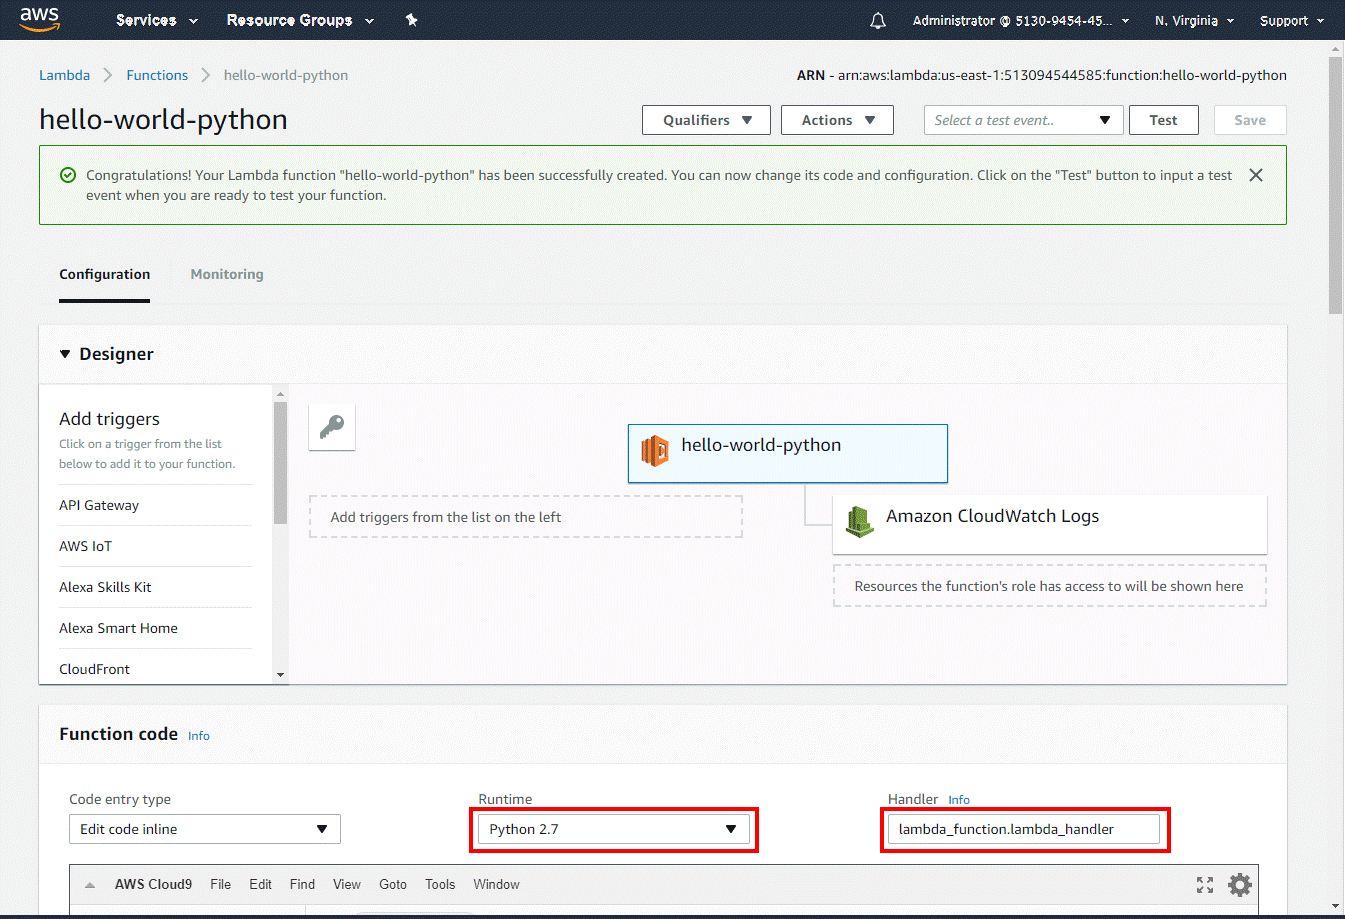 aws Services Resource Groups Administrator @ 5130-9454-45... N. Virginia Support
Lambda Functions hello-world-python ARN - arn:aws:lambda:us-east-1:513094544585:function:hello-world-python
hello-world-python Qualifiers Actions Select a test event.. Test Save
Congratulations! Your Lambda function "hello-world-python" has been successfully created. You can now change its code and configuration. Click on the "Test" button to input a test
event when you are ready to test your function.
Configuration Monitoring
Designer
Add triggers
Click on a trigger from the list
below to add it to your function.
API Gateway
AWS IoT
Alexa Skills Kit
Alexa Smart Home
CloudFront
hello-world-python
Add triggers from the list on the left
Amazon CloudWatch Logs
Resources the function's role has access to will be shown here
Function code Info
Code entry type Runtime Handler Info
Edit code inline Python 2.7 lambda_function.lambda_handler
AWS Cloud9 File Edit Find View Goto Tools Window